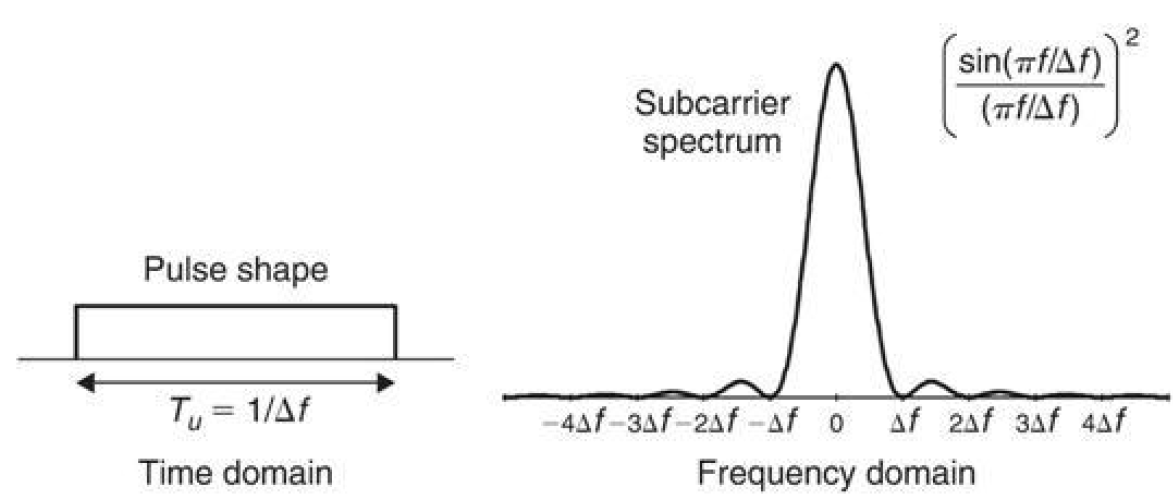 Pulse shape
T_u = 1/Δf
Time domain
Subcarrier
spectrum
(sin(πf/Δf)/(πf/Δf))²
−4Δf −3Δf −2Δf −Δf 0 Δf 2Δf 3Δf 4Δf
Frequency domain